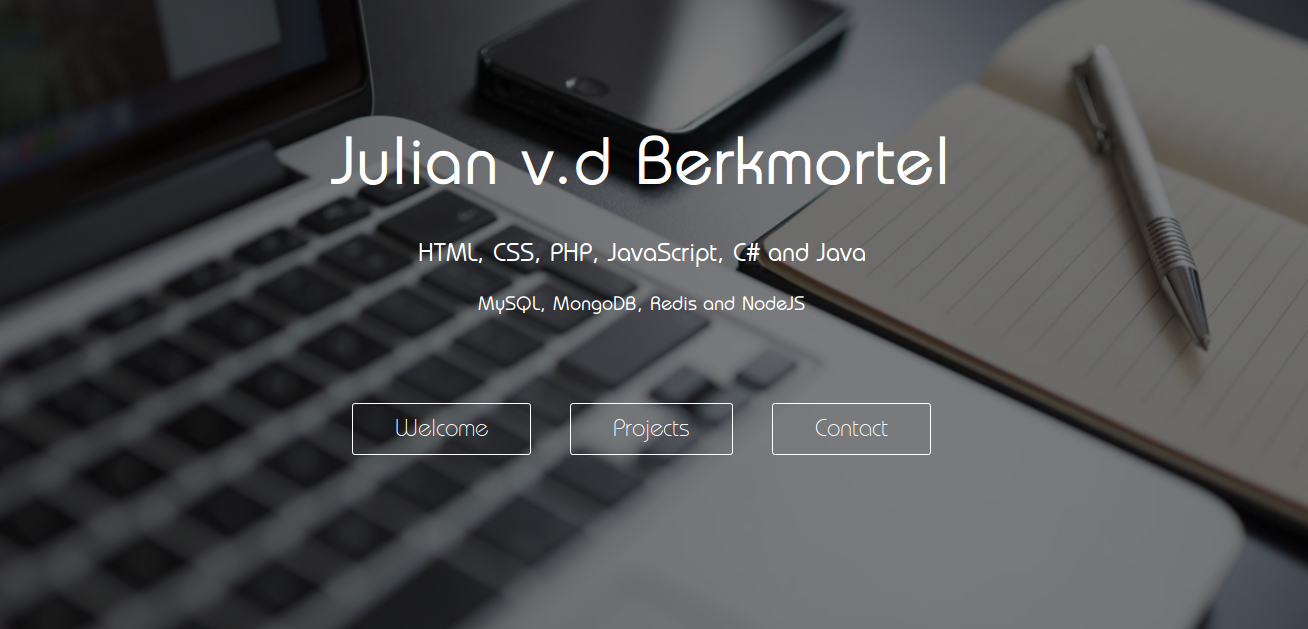 Julian v.d Berkmortel
HTML, CSS, PHP, JavaScript, C# and Java
MySQL, MongoDB, Redis and NodeJS
Welcome Projects Contact